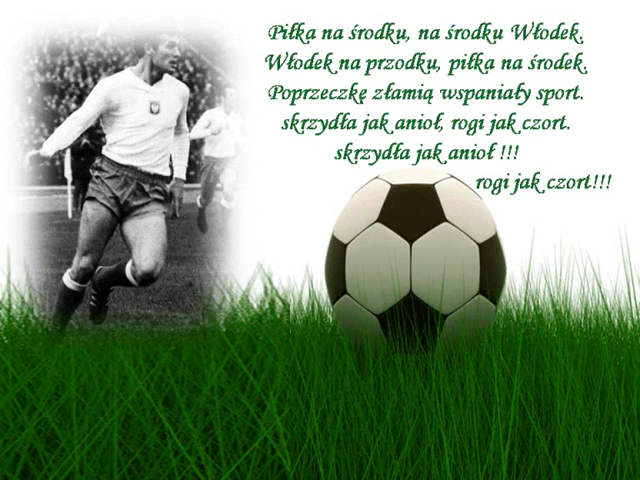 Piłka na środku, na środku Włodek.
Włodek na przodku, piłka na środek.
Poprzeczkę złamią wspaniały sport.
skrzydła jak anioł, rogi jak czort.
skrzydła jak anioł !!!
rogi jak czort!!!